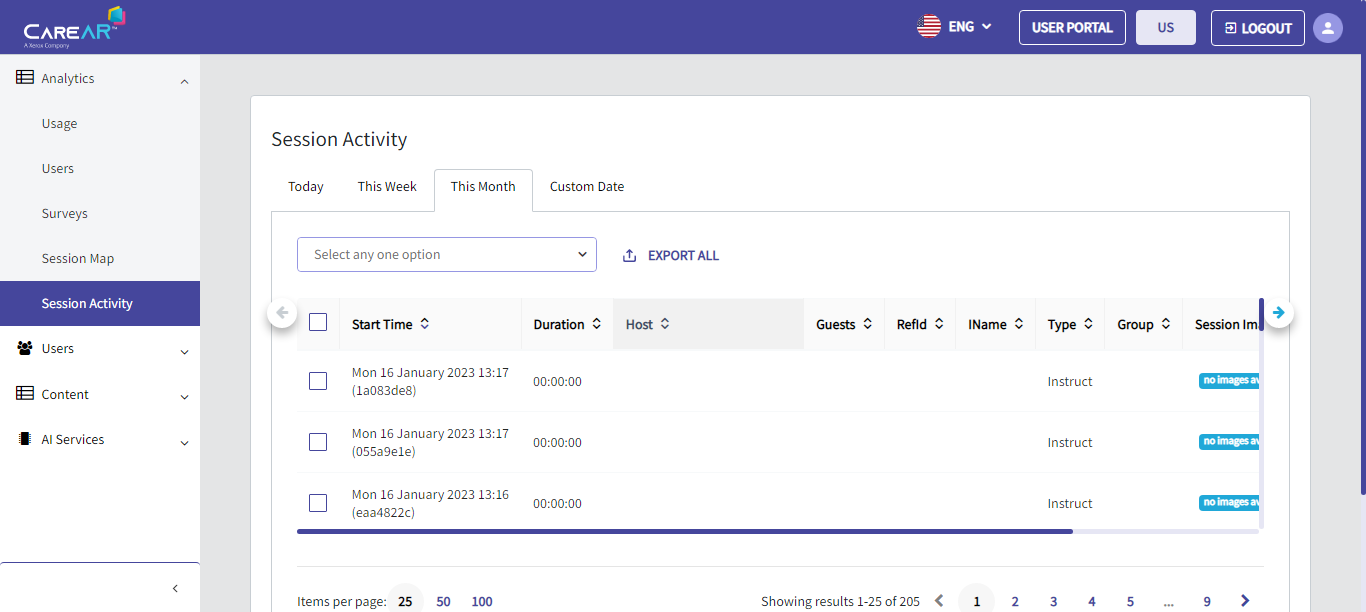 CAREAR™
A Xerox Company
ENG
USER PORTAL
US
LOGOUT
Analytics
Usage
Users
Surveys
Session Map
Session Activity
Users
Content
AI Services
Session Activity
Today This Week This Month Custom Date
Select any one option
EXPORT ALL
Start Time Duration Host Guests RefId IName Type Group Session Ima
Mon 16 January 2023 13:17
(1a083de8)
00:00:00
Instruct
no images av
Mon 16 January 2023 13:17
(055a9e1e)
00:00:00
Instruct
no images av
Mon 16 January 2023 13:16
(eaa4822c)
00:00:00
Instruct
no images av
Items per page: 25 50 100
Showing results 1-25 of 205
1 2 3 4 5 ... 9